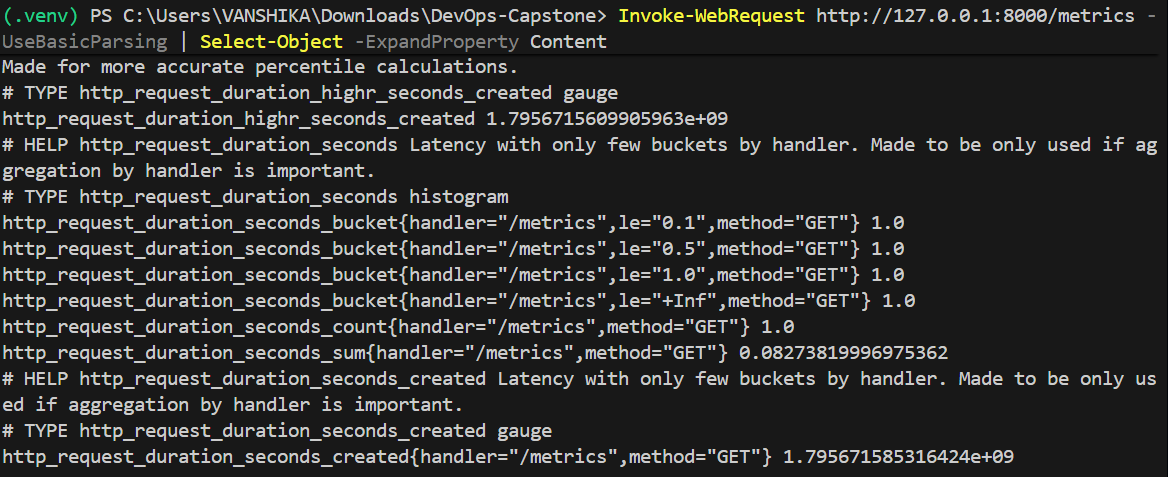 (.venv) PS C:\Users\VANSHIKA\Downloads\DevOps-Capstone> Invoke-WebRequest http://127.0.0.1:8000/metrics -
UseBasicParsing | Select-Object -ExpandProperty Content
Made for more accurate percentile calculations.
# TYPE http_request_duration_highr_seconds_created gauge
http_request_duration_highr_seconds_created 1.7956715609905963e+09
# HELP http_request_duration_seconds Latency with only few buckets by handler. Made to be only used if ag
gregation by handler is important.
# TYPE http_request_duration_seconds histogram
http_request_duration_seconds_bucket{handler="/metrics",le="0.1",method="GET"} 1.0
http_request_duration_seconds_bucket{handler="/metrics",le="0.5",method="GET"} 1.0
http_request_duration_seconds_bucket{handler="/metrics",le="1.0",method="GET"} 1.0
http_request_duration_seconds_bucket{handler="/metrics",le="+Inf",method="GET"} 1.0
http_request_duration_seconds_count{handler="/metrics",method="GET"} 1.0
http_request_duration_seconds_sum{handler="/metrics",method="GET"} 0.08273819996975362
# HELP http_request_duration_seconds_created Latency with only few buckets by handler. Made to be only us
ed if aggregation by handler is important.
# TYPE http_request_duration_seconds_created gauge
http_request_duration_seconds_created{handler="/metrics",method="GET"} 1.795671585316424e+09